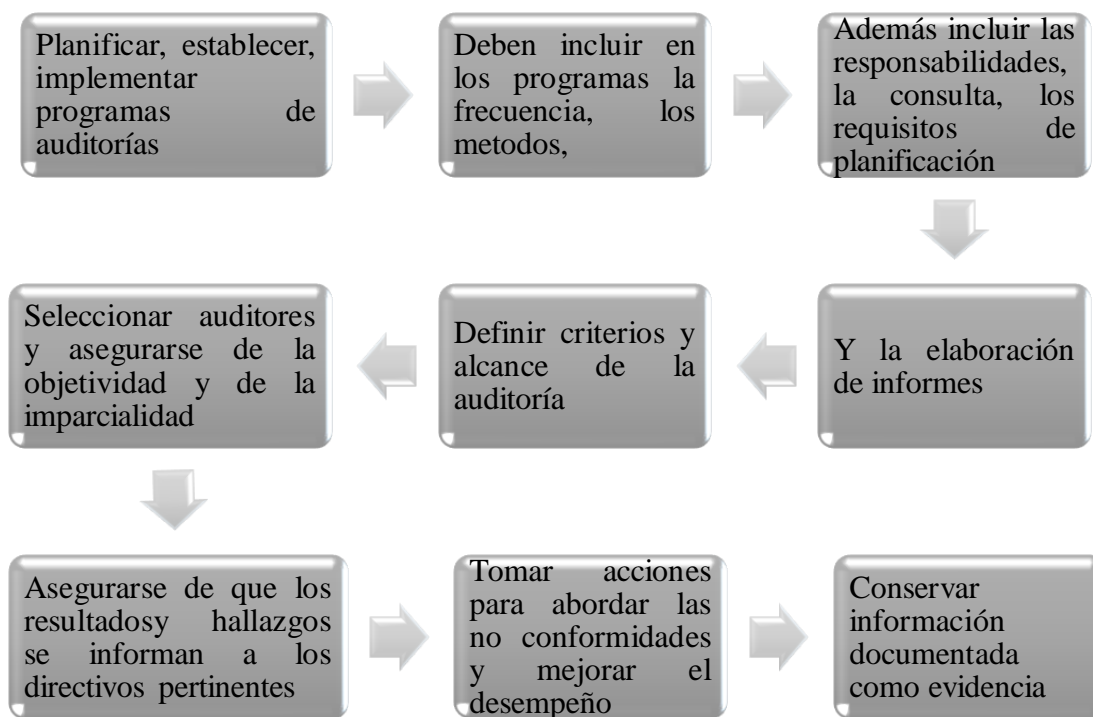 Planificar, establecer,
implementar
programas de
auditorías
Deben incluir en
los programas la
frecuencia, los
metodos,
Además incluir las
responsabilidades,
la consulta, los
requisitos de
planificación
Y la elaboración
de informes
Definir criterios y
alcance de la
auditoría
Seleccionar auditores
y asegurarse de la
objetividad y de la
imparcialidad
Asegurarse de que los
resultadosy hallazgos
se informan a los
directivos pertinentes
Tomar acciones
para abordar las
no conformidades
y mejorar el
desempeño
Conservar
información
documentada
como evidencia